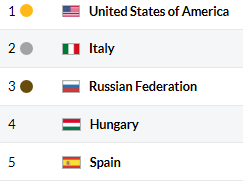 1 United States of America
2 Italy
3 Russian Federation
4 Hungary
5 Spain